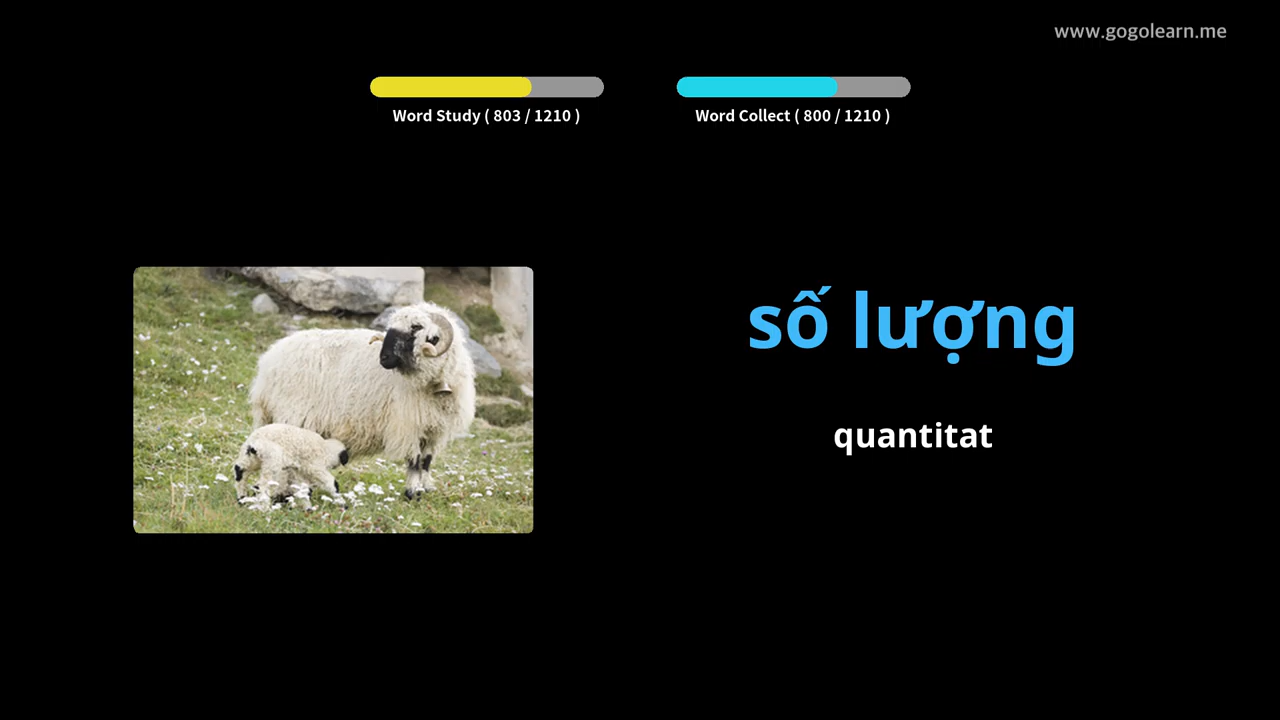 www.gogolearn.me
Word Study ( 803 / 1210 )
Word Collect ( 800 / 1210 )
số lượng
quantitat